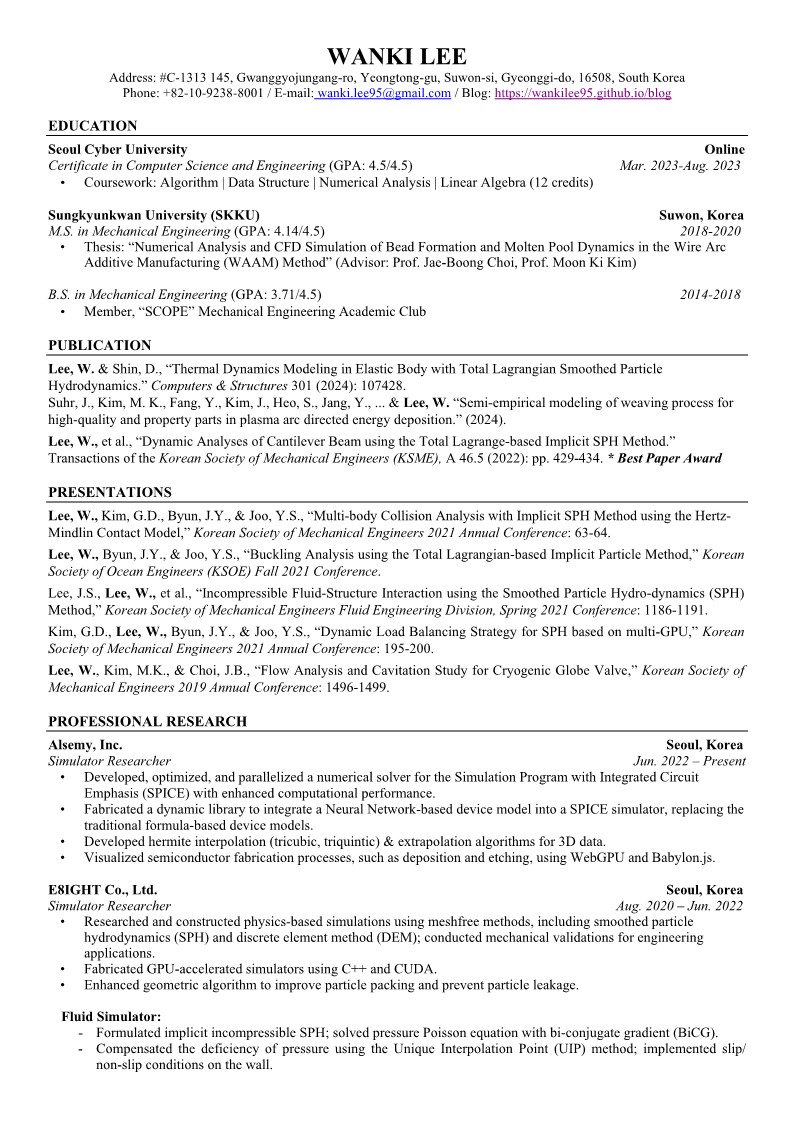 WANKI LEE
Address: #C-1313 145, Gwanggyojungang-ro, Yeongtong-gu, Suwon-si, Gyeonggi-do, 16508, South Korea
Phone: +82-10-9238-8001 / E-mail: wanki.lee95@gmail.com / Blog: https://wankilee95.github.io/blog
EDUCATION
Seoul Cyber University Online
Certificate in Computer Science and Engineering (GPA: 4.5/4.5) Mar. 2023-Aug. 2023
• Coursework: Algorithm | Data Structure | Numerical Analysis | Linear Algebra (12 credits)
Sungkyunkwan University (SKKU) Suwon, Korea
M.S. in Mechanical Engineering (GPA: 4.14/4.5) 2018-2020
• Thesis: “Numerical Analysis and CFD Simulation of Bead Formation and Molten Pool Dynamics in the Wire Arc
Additive Manufacturing (WAAM) Method” (Advisor: Prof. Jae-Boong Choi, Prof. Moon Ki Kim)
B.S. in Mechanical Engineering (GPA: 3.71/4.5) 2014-2018
• Member, “SCOPE” Mechanical Engineering Academic Club
PUBLICATION
Lee, W. & Shin, D., “Thermal Dynamics Modeling in Elastic Body with Total Lagrangian Smoothed Particle
Hydrodynamics.” Computers & Structures 301 (2024): 107428.
Suhr, J., Kim, M. K., Fang, Y., Kim, J., Heo, S., Jang, Y., ... & Lee, W. “Semi-empirical modeling of weaving process for
high-quality and property parts in plasma arc directed energy deposition.” (2024).
Lee, W., et al., “Dynamic Analyses of Cantilever Beam using the Total Lagrange-based Implicit SPH Method.”
Transactions of the Korean Society of Mechanical Engineers (KSME), A 46.5 (2022): pp. 429-434. * Best Paper Award
PRESENTATIONS
Lee, W., Kim, G.D., Byun, J.Y., & Joo, Y.S., “Multi-body Collision Analysis with Implicit SPH Method using the Hertz-
Mindlin Contact Model,” Korean Society of Mechanical Engineers 2021 Annual Conference: 63-64.
Lee, W., Byun, J.Y., & Joo, Y.S., “Buckling Analysis using the Total Lagrangian-based Implicit Particle Method,” Korean
Society of Ocean Engineers (KSOE) Fall 2021 Conference.
Lee, J.S., Lee, W., et al., “Incompressible Fluid-Structure Interaction using the Smoothed Particle Hydro-dynamics (SPH)
Method,” Korean Society of Mechanical Engineers Fluid Engineering Division, Spring 2021 Conference: 1186-1191.
Kim, G.D., Lee, W., Byun, J.Y., & Joo, Y.S., “Dynamic Load Balancing Strategy for SPH based on multi-GPU,” Korean
Society of Mechanical Engineers 2021 Annual Conference: 195-200.
Lee, W., Kim, M.K., & Choi, J.B., “Flow Analysis and Cavitation Study for Cryogenic Globe Valve,” Korean Society of
Mechanical Engineers 2019 Annual Conference: 1496-1499.
PROFESSIONAL RESEARCH
Alsemy, Inc. Seoul, Korea
Simulator Researcher Jun. 2022 – Present
• Developed, optimized, and parallelized a numerical solver for the Simulation Program with Integrated Circuit
Emphasis (SPICE) with enhanced computational performance.
• Fabricated a dynamic library to integrate a Neural Network-based device model into a SPICE simulator, replacing the
traditional formula-based device models.
• Developed hermite interpolation (tricubic, triquintic) & extrapolation algorithms for 3D data.
• Visualized semiconductor fabrication processes, such as deposition and etching, using WebGPU and Babylon.js.
E8IGHT Co., Ltd. Seoul, Korea
Simulator Researcher Aug. 2020 – Jun. 2022
• Researched and constructed physics-based simulations using meshfree methods, including smoothed particle
hydrodynamics (SPH) and discrete element method (DEM); conducted mechanical validations for engineering
applications.
• Fabricated GPU-accelerated simulators using C++ and CUDA.
• Enhanced geometric algorithm to improve particle packing and prevent particle leakage.
Fluid Simulator:
- Formulated implicit incompressible SPH; solved pressure Poisson equation with bi-conjugate gradient (BiCG).
- Compensated the deficiency of pressure using the Unique Interpolation Point (UIP) method; implemented slip/
non-slip conditions on the wall.